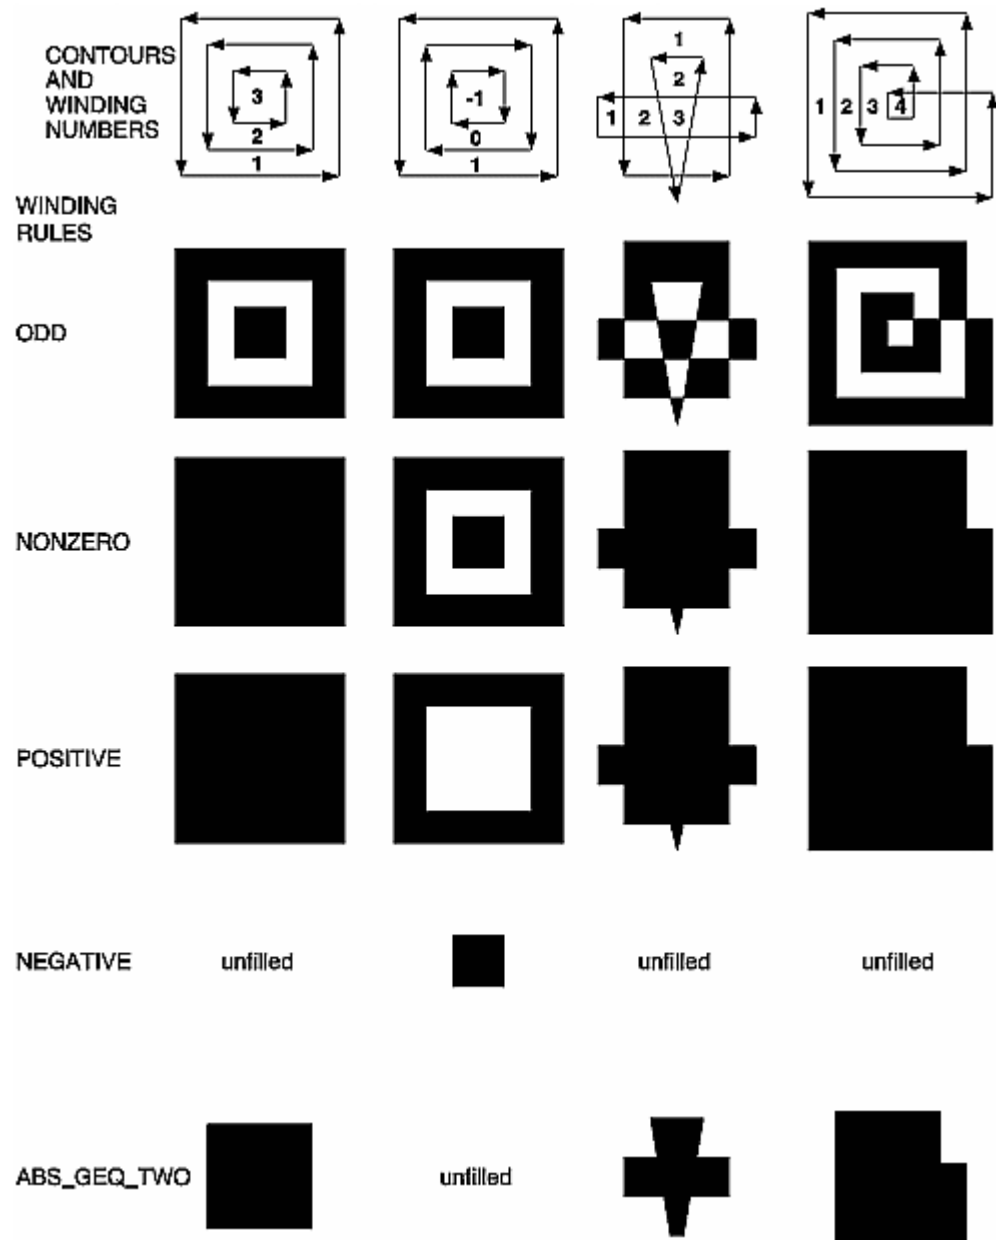 CONTOURS
AND
WINDING
NUMBERS
3
2
1
-1
0
1
1
2
1 2 3
1 2 3 4
WINDING
RULES
ODD
NONZERO
POSITIVE
NEGATIVE unfilled unfilled unfilled
ABS_GEQ_TWO unfilled